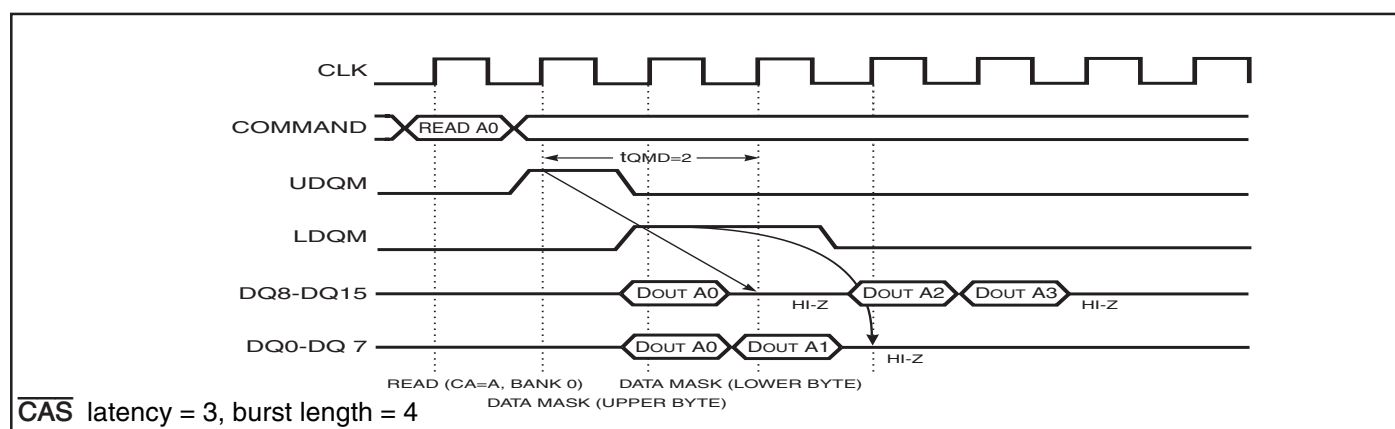 CLK
COMMAND
READ A0
tQMD=2
UDQM
LDQM
DQ8-DQ15
DOUT A0
HI-Z
DOUT A2
DOUT A3
HI-Z
DQ0-DQ 7
DOUT A0
DOUT A1
HI-Z
READ (CA=A, BANK 0) DATA MASK (LOWER BYTE)
DATA MASK (UPPER BYTE)
CAS latency = 3, burst length = 4